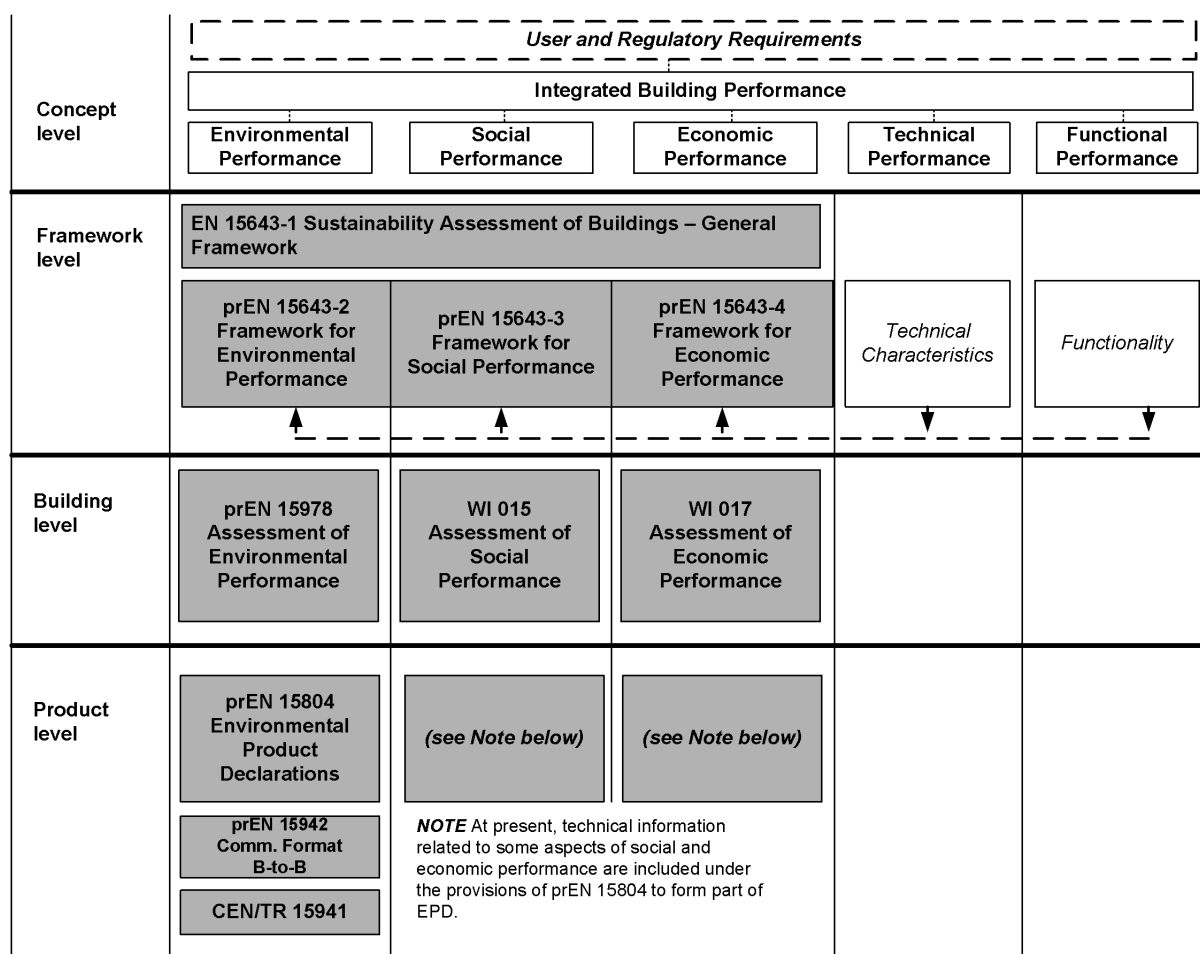 User and Regulatory Requirements
Integrated Building Performance
Concept
level
Environmental
Performance
Social
Performance
Economic
Performance
Technical
Performance
Functional
Performance
Framework
level
EN 15643-1 Sustainability Assessment of Buildings – General
Framework
prEN 15643-2
Framework for
Environmental
Performance
prEN 15643-3
Framework for
Social Performance
prEN 15643-4
Framework for
Economic
Performance
Technical
Characteristics
Functionality
Building
level
prEN 15978
Assessment of
Environmental
Performance
WI 015
Assessment of
Social
Performance
WI 017
Assessment of
Economic
Performance
Product
level
prEN 15804
Environmental
Product
Declarations
(see Note below)
(see Note below)
prEN 15942
Comm. Format
B-to-B
CEN/TR 15941
NOTE At present, technical information
related to some aspects of social and
economic performance are included under
the provisions of prEN 15804 to form part of
EPD.